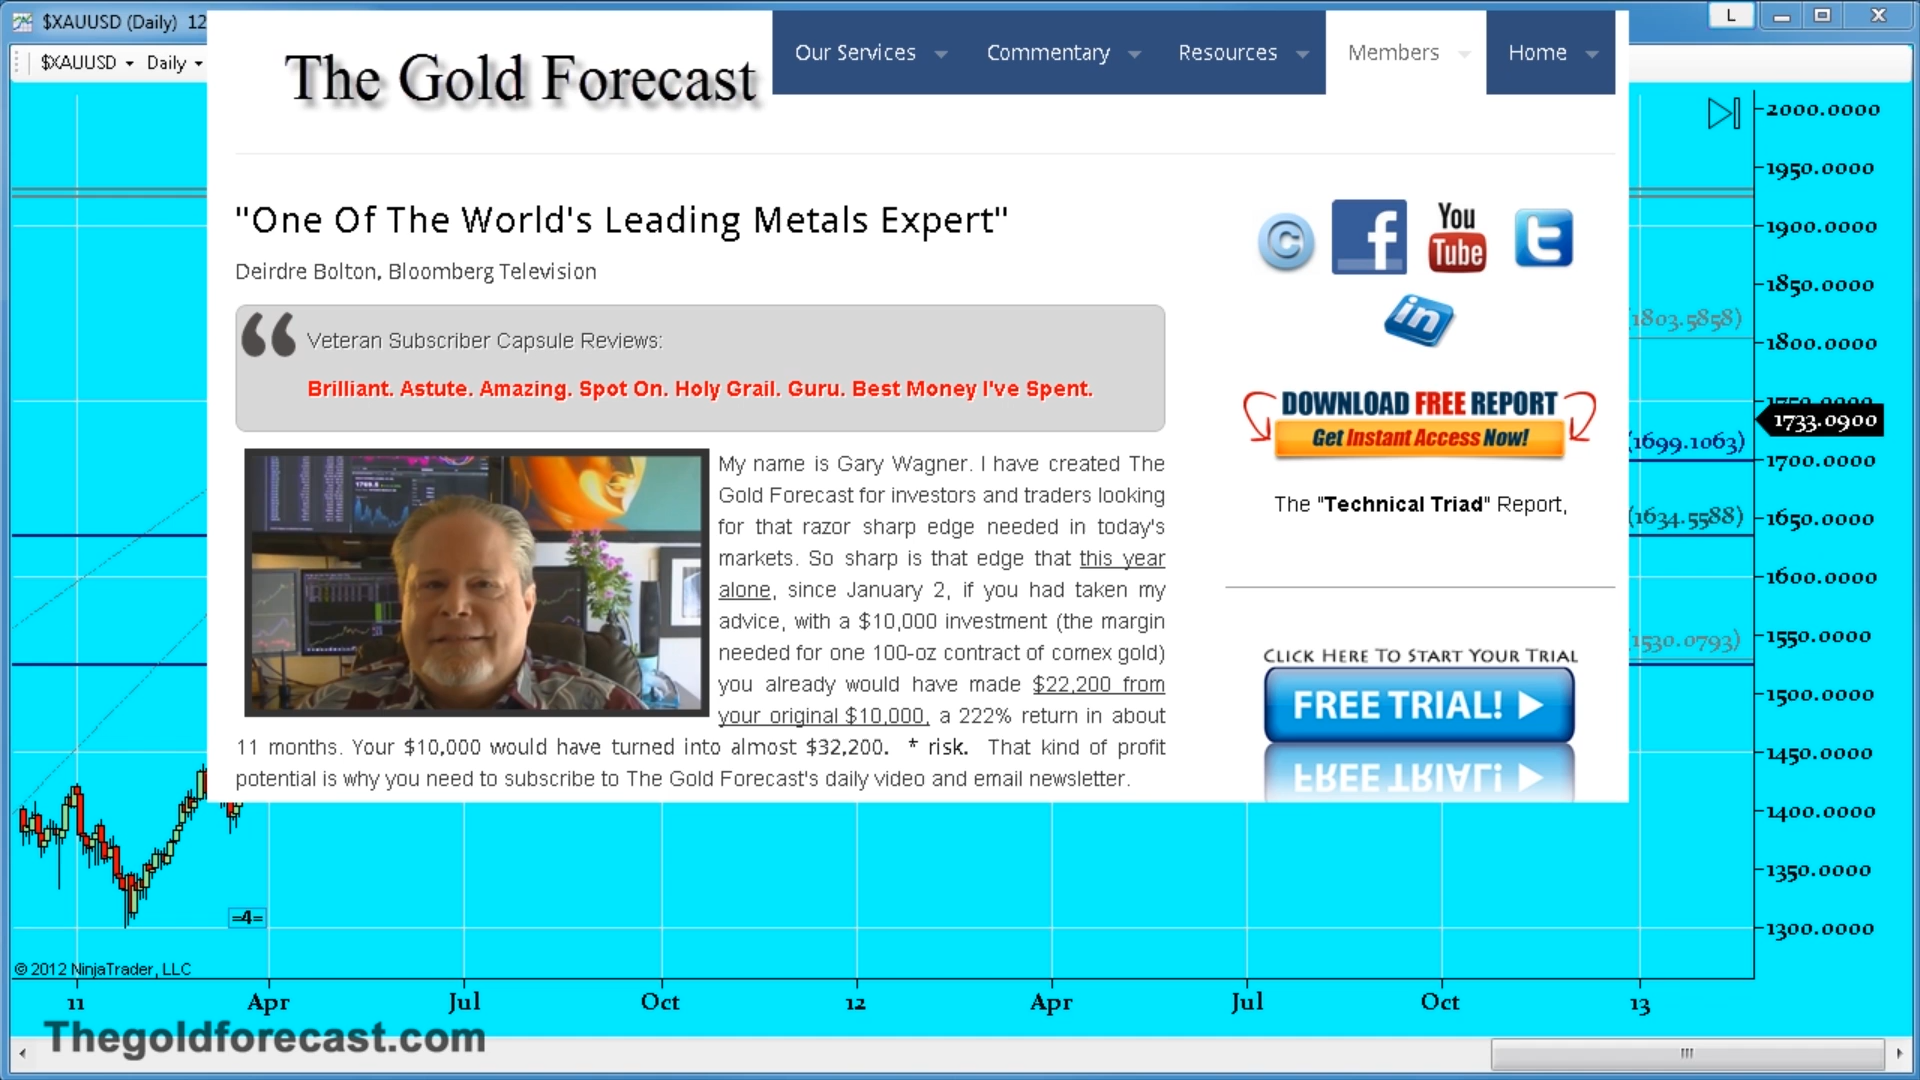 $XAUUSD (Daily) 12
L
$XAUUSD Daily
The Gold Forecast
Our Services Commentary Resources Members Home
"One Of The World's Leading Metals Expert"
Deirdre Bolton, Bloomberg Television
Veteran Subscriber Capsule Reviews:
Brilliant. Astute. Amazing. Spot On. Holy Grail. Guru. Best Money I've Spent.
My name is Gary Wagner. I have created The
Gold Forecast for investors and traders looking
for that razor sharp edge needed in today's
markets. So sharp is that edge that this year
alone, since January 2, if you had taken my
advice, with a $10,000 investment (the margin
needed for one 100-oz contract of comex gold)
you already would have made $22,200 from
your original $10,000, a 222% return in about
11 months. Your $10,000 would have turned into almost $32,200. * risk. That kind of profit
potential is why you need to subscribe to The Gold Forecast's daily video and email newsletter.
©
f
You
Tube
t
in
DOWNLOAD FREE REPORT
Get Instant Access Now!
The "Technical Triad" Report,
CLICK HERE TO START YOUR TRIAL
FREE TRIAL!
FREE TRIAL!
2000.0000
1950.0000
1900.0000
1850.0000
(1803.5858)
1800.0000
1750.0000
1733.0900
(1699.1063)
1700.0000
(1634.5588)
1650.0000
1600.0000
1550.0000
(1530.0793)
1500.0000
1450.0000
1400.0000
1350.0000
1300.0000
=4=
© 2012 NinjaTrader, LLC
11 Apr Jul Oct 12 Apr Jul Oct 13
Thegoldforecast.com